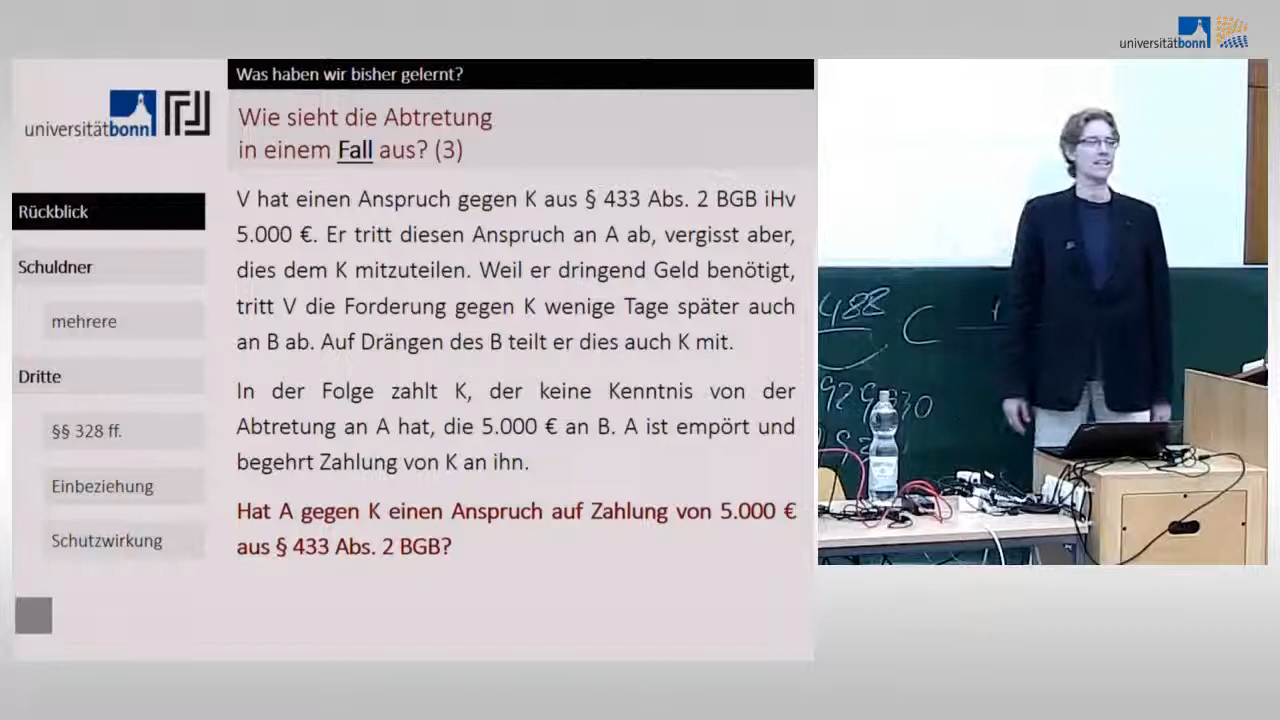 universitätbonn
Was haben wir bisher gelernt?
universitätbonn
Wie sieht die Abtretung
in einem Fall aus? (3)
Rückblick
Schuldner
mehrere
Dritte
§§ 328 ff.
Einbeziehung
Schutzwirkung
V hat einen Anspruch gegen K aus § 433 Abs. 2 BGB iHv
5.000 €. Er tritt diesen Anspruch an A ab, vergisst aber,
dies dem K mitzuteilen. Weil er dringend Geld benötigt,
tritt V die Forderung gegen K wenige Tage später auch
an B ab. Auf Drängen des B teilt er dies auch K mit.
In der Folge zahlt K, der keine Kenntnis von der
Abtretung an A hat, die 5.000 € an B. A ist empört und
begehrt Zahlung von K an ihn.
Hat A gegen K einen Anspruch auf Zahlung von 5.000 €
aus § 433 Abs. 2 BGB?
488 C